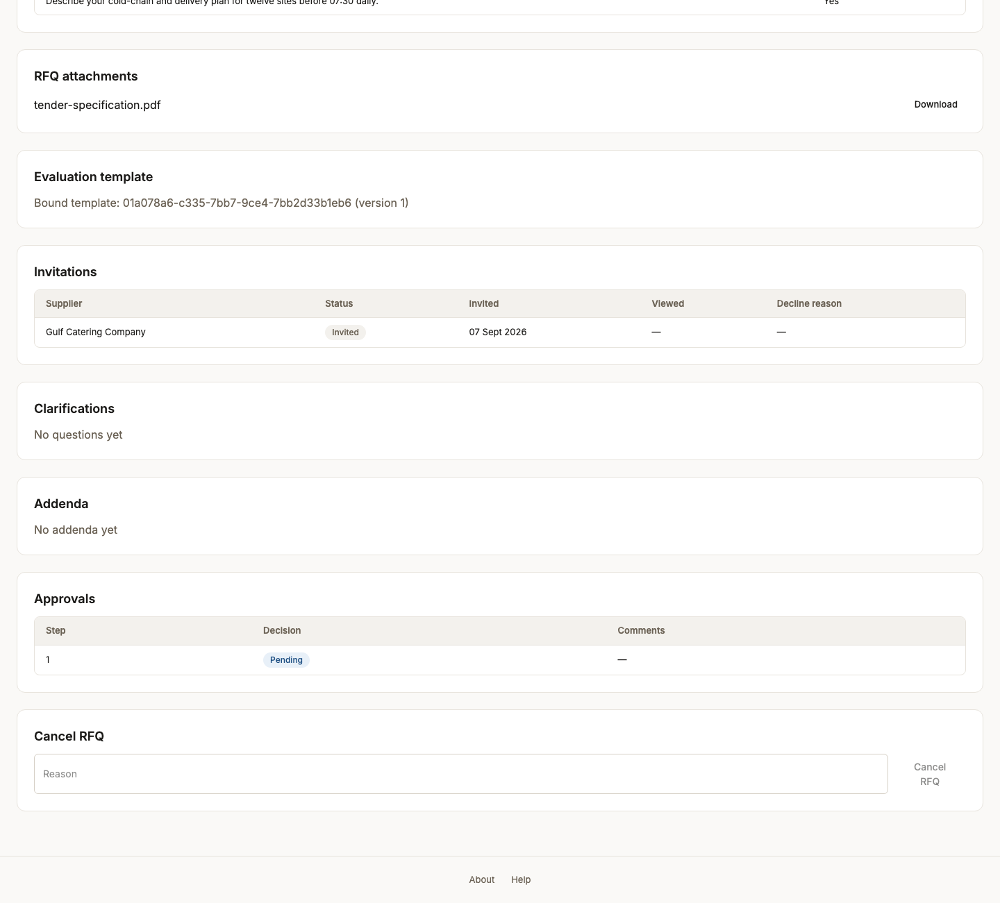 Describe your cold-chain and delivery plan for twelve sites before 07:30 daily. Yes
RFQ attachments
tender-specification.pdf Download
Evaluation template
Bound template: 01a078a6-c335-7bb7-9ce4-7bb2d33b1eb6 (version 1)
Invitations
Supplier Status Invited Viewed Decline reason
Gulf Catering Company Invited 07 Sept 2026 — —
Clarifications
No questions yet
Addenda
No addenda yet
Approvals
Step Decision Comments
1 Pending —
Cancel RFQ
Reason
Cancel
RFQ
About Help